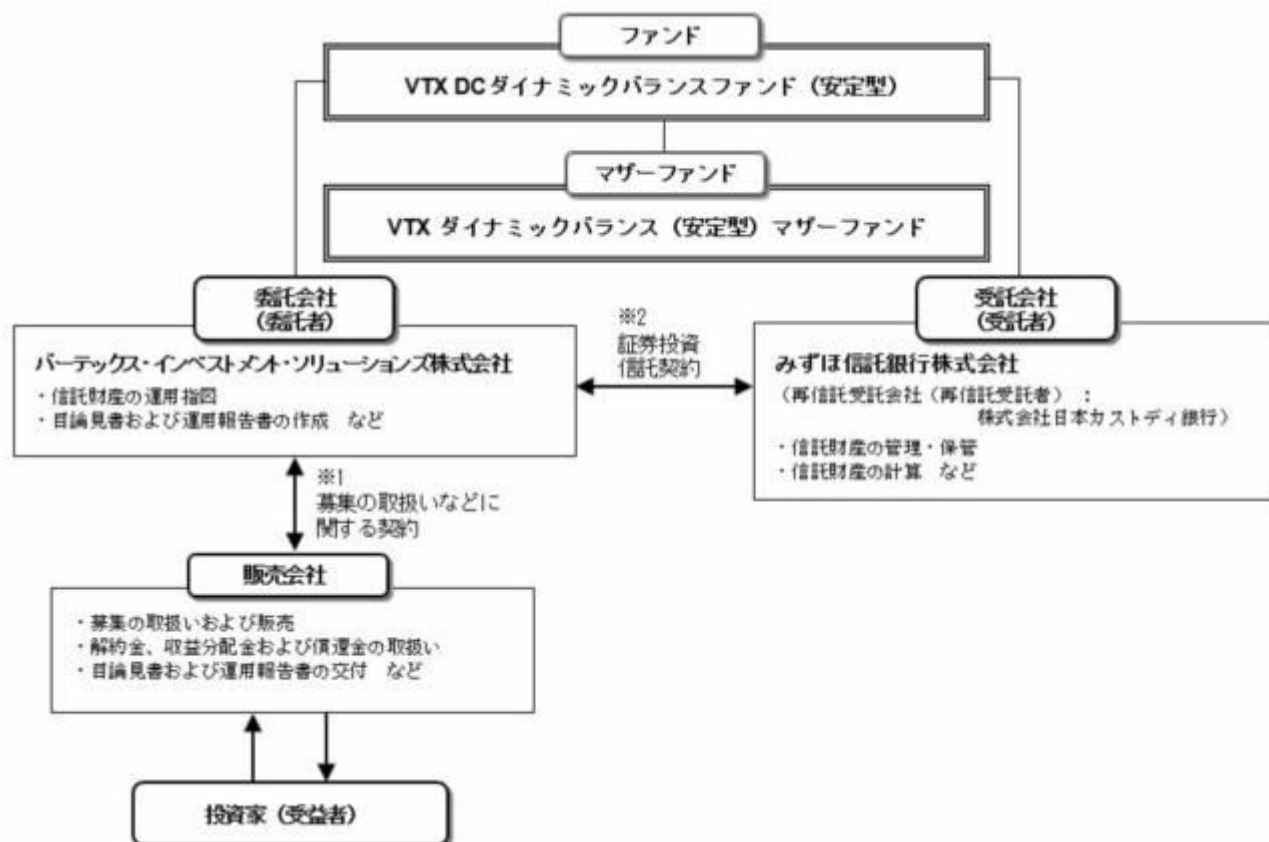 ファンド
VTX DCダイナミックバランスファンド（安定型）
マザーファンド
VTX ダイナミックバランス（安定型）マザーファンド
委託会社
（委託者）
バーテックス・インベストメント・ソリューションズ株式会社
・信託財産の運用指図
・目論見書および運用報告書の作成 など
※2
証券投資
信託契約
受託会社
（受託者）
みずほ信託銀行株式会社
（再信託受託会社（再信託受託者）：
株式会社日本カストディ銀行）
・信託財産の管理・保管
・信託財産の計算 など
※1
募集の取扱いなどに
関する契約
販売会社
・募集の取扱いおよび販売
・解約金、収益分配金および償還金の取扱い
・目論見書および運用報告書の交付 など
投資家（受益者）